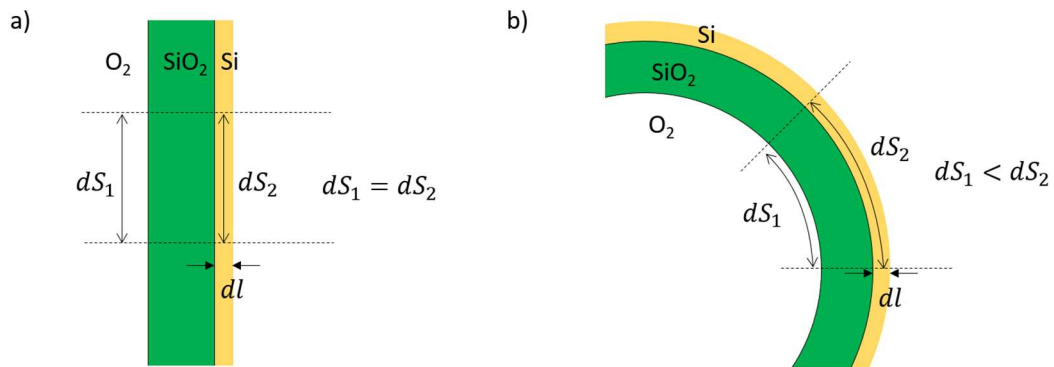 a)
O₂ SiO₂ Si
dS₁ dS₂ dS₁ = dS₂
dl
b)
Si
SiO₂
O₂
dS₂
dS₁ < dS₂
dS₁
dl